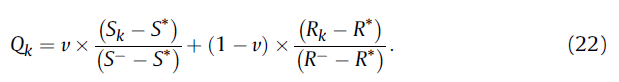 Q_k = ν × (S_k − S*) / (S⁻ − S*) + (1 − ν) × (R_k − R*) / (R⁻ − R*). (22)